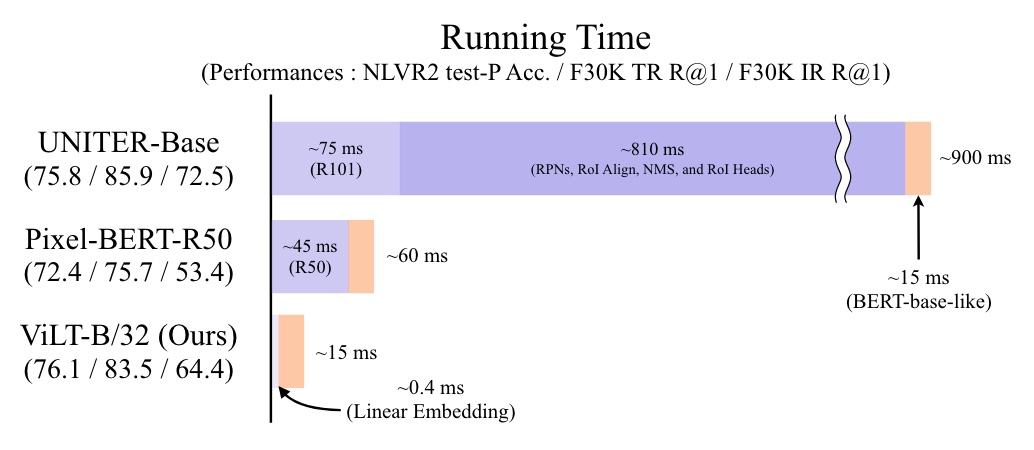 Running Time
(Performances : NLVR2 test-P Acc. / F30K TR R@1 / F30K IR R@1)
UNITER-Base
(75.8 / 85.9 / 72.5)
~75 ms
(R101)
~810 ms
(RPNs, RoI Align, NMS, and RoI Heads)
~900 ms
~15 ms
(BERT-base-like)
Pixel-BERT-R50
(72.4 / 75.7 / 53.4)
~45 ms
(R50)
~60 ms
ViLT-B/32 (Ours)
(76.1 / 83.5 / 64.4)
~15 ms
~0.4 ms
(Linear Embedding)